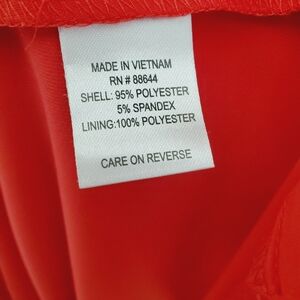 MADE IN VIETNAM
RN # 88644
SHELL: 95% POLYESTER
5% SPANDEX
LINING:100% POLYESTER
CARE ON REVERSE